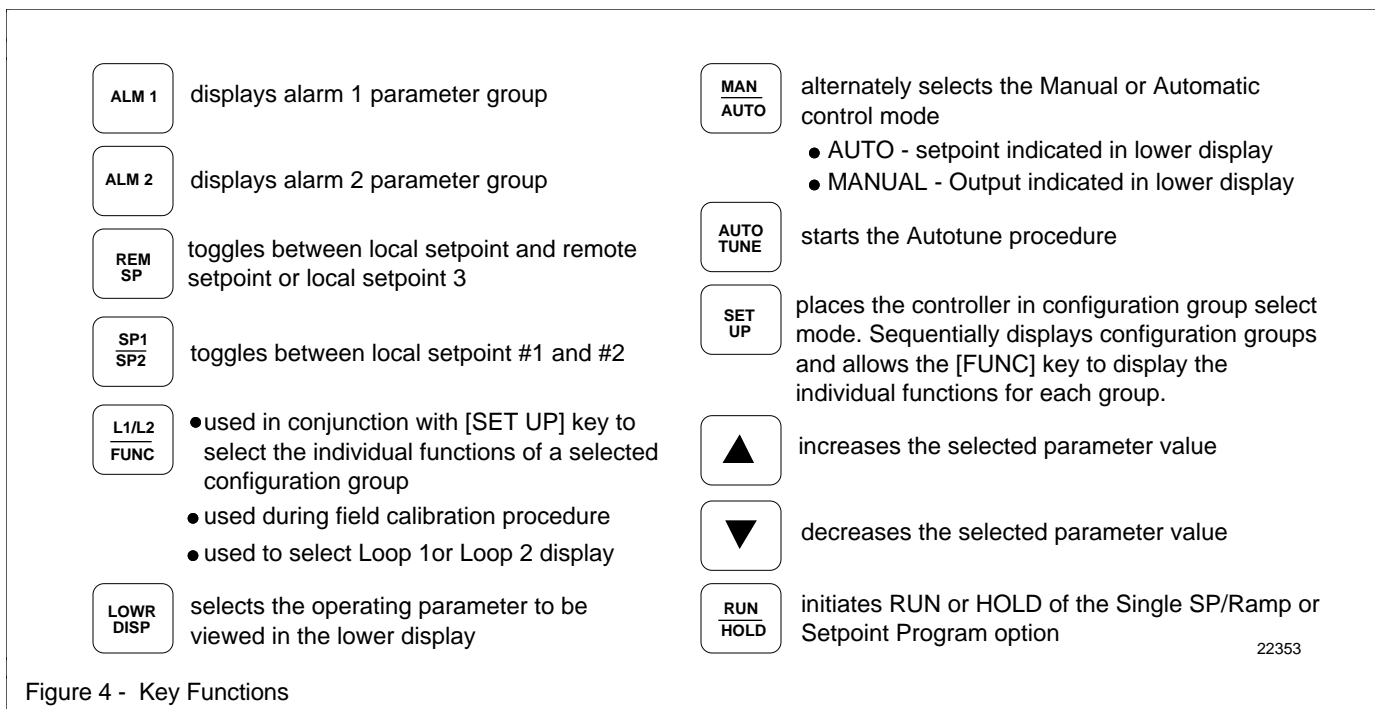 ALM 1
displays alarm 1 parameter group
ALM 2
displays alarm 2 parameter group
REM
SP
toggles between local setpoint and remote
setpoint or local setpoint 3
SP1
SP2
toggles between local setpoint #1 and #2
L1/L2
FUNC
● used in conjunction with [SET UP] key to
select the individual functions of a selected
configuration group
● used during field calibration procedure
● used to select Loop 1or Loop 2 display
LOWR
DISP
selects the operating parameter to be
viewed in the lower display
MAN
AUTO
alternately selects the Manual or Automatic
control mode
● AUTO - setpoint indicated in lower display
● MANUAL - Output indicated in lower display
AUTO
TUNE
starts the Autotune procedure
SET
UP
places the controller in configuration group select
mode. Sequentially displays configuration groups
and allows the [FUNC] key to display the
individual functions for each group.
▲
increases the selected parameter value
▼
decreases the selected parameter value
RUN
HOLD
initiates RUN or HOLD of the Single SP/Ramp or
Setpoint Program option
22353
Figure 4 - Key Functions